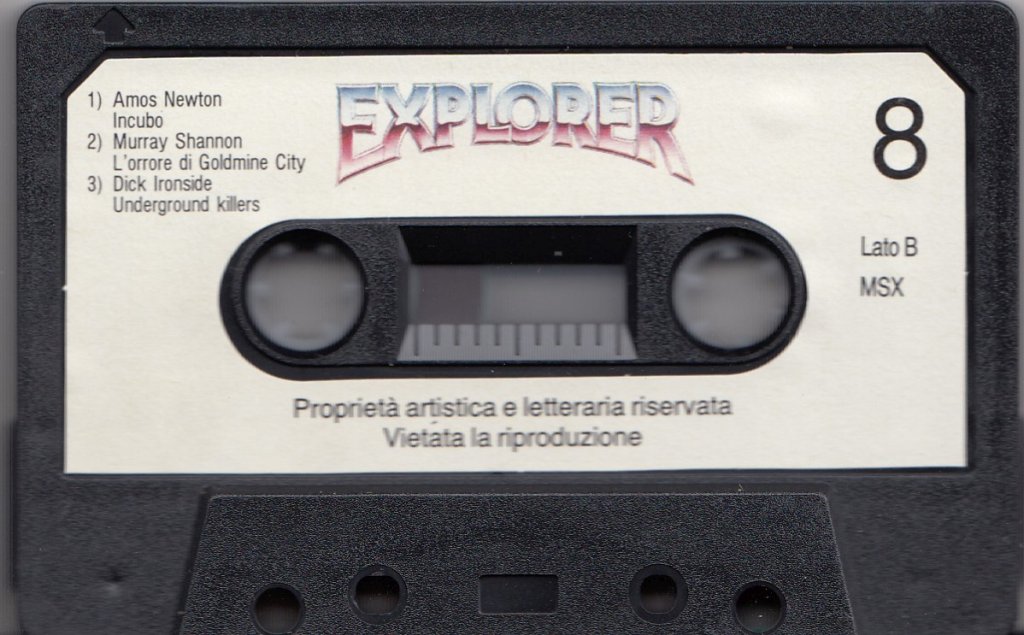 1) Amos Newton
Incubo
2) Murray Shannon
L'orrore di Goldmine City
3) Dick Ironside
Underground killers
EXPLORER
8
Lato B
MSX
Proprietà artistica e letteraria riservata
Vietata la riproduzione